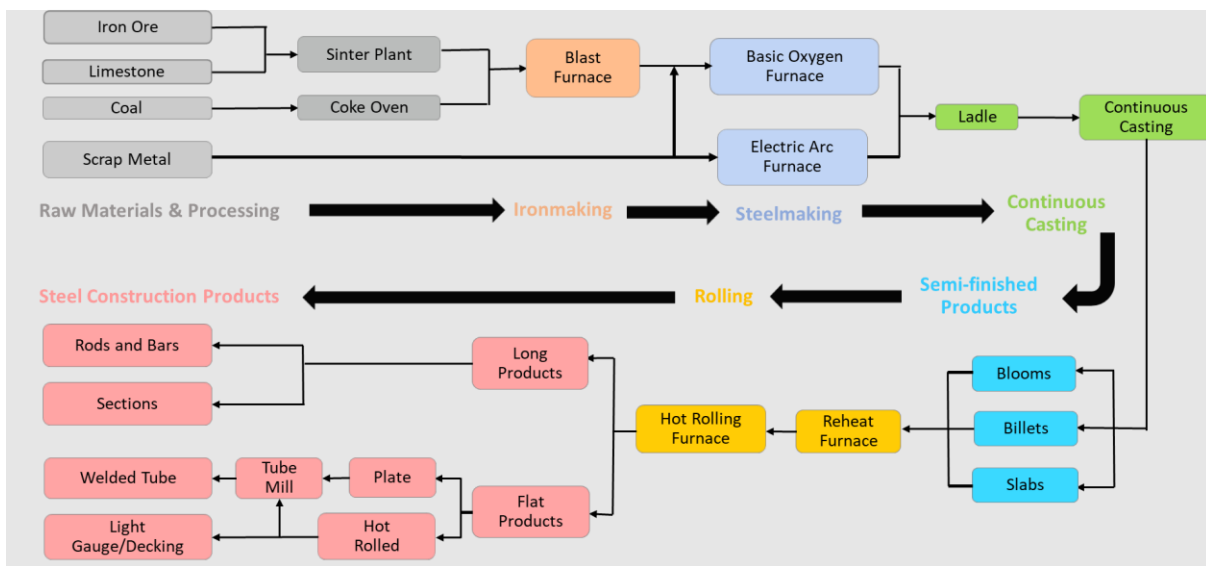 Iron Ore
Limestone
Coal
Scrap Metal
Sinter Plant
Coke Oven
Blast
Furnace
Basic Oxygen
Furnace
Electric Arc
Furnace
Ladle
Continuous
Casting
Raw Materials & Processing
Ironmaking
Steelmaking
Continuous
Casting
Steel Construction Products
Rolling
Semi-finished
Products
Rods and Bars
Sections
Long
Products
Hot Rolling
Furnace
Reheat
Furnace
Blooms
Billets
Slabs
Welded Tube
Tube
Mill
Plate
Flat
Products
Light
Gauge/Decking
Hot
Rolled